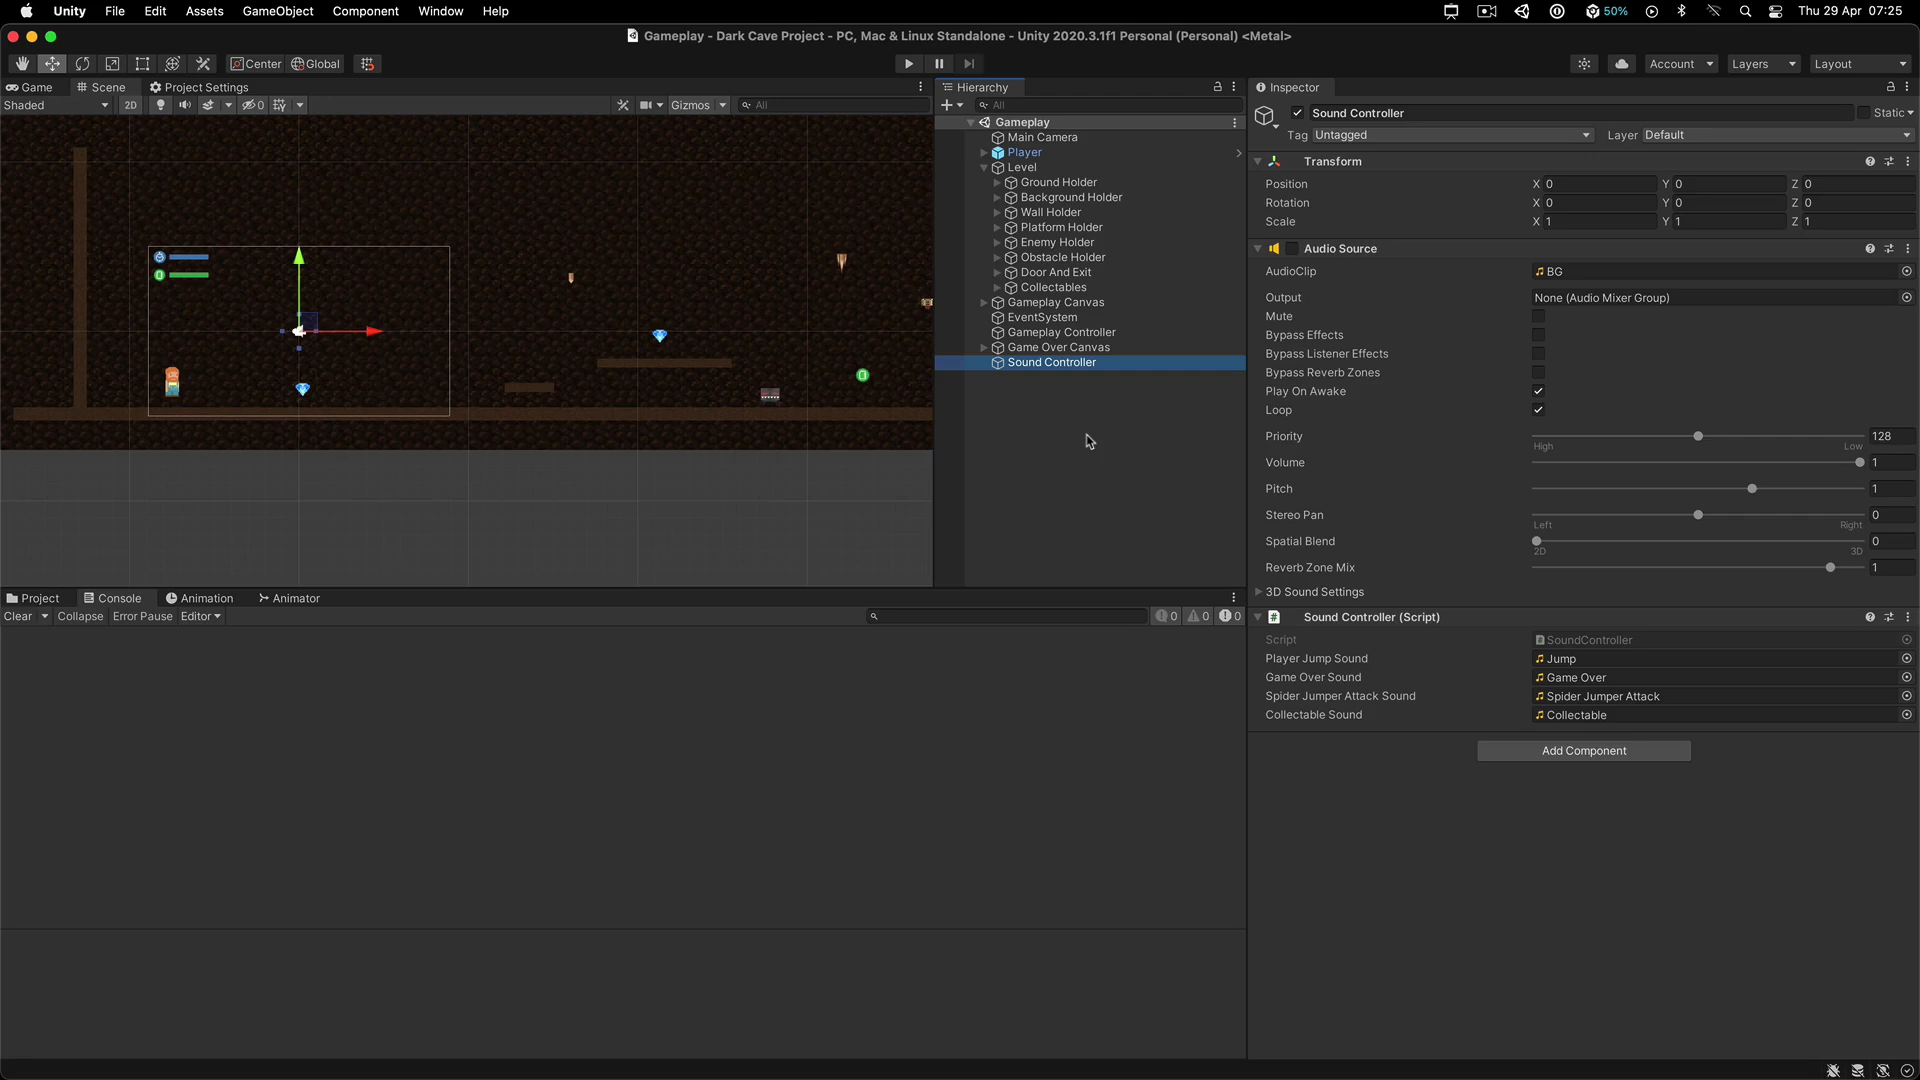 Unity File Edit Assets GameObject Component Window Help 50% Thu 29 Apr 07:25
Gameplay - Dark Cave Project - PC, Mac & Linux Standalone - Unity 2020.3.1f1 Personal (Personal) <Metal>
Center Global Account Layers Layout
Game Scene Project Settings
Shaded 2D 0 Gizmos All
Hierarchy
All
Gameplay
Main Camera
Player
Level
Ground Holder
Background Holder
Wall Holder
Platform Holder
Enemy Holder
Obstacle Holder
Door And Exit
Collectables
Gameplay Canvas
EventSystem
Gameplay Controller
Game Over Canvas
Sound Controller
Inspector
Sound Controller Static
Tag Untagged Layer Default
Transform
Position X 0 Y 0 Z 0
Rotation X 0 Y 0 Z 0
Scale X 1 Y 1 Z 1
Audio Source
AudioClip BG
Output None (Audio Mixer Group)
Mute
Bypass Effects
Bypass Listener Effects
Bypass Reverb Zones
Play On Awake
Loop
Priority 128
High Low
Volume 1
Pitch 1
Stereo Pan 0
Left Right
Spatial Blend 0
2D 3D
Reverb Zone Mix 1
3D Sound Settings
Sound Controller (Script)
Script SoundController
Player Jump Sound Jump
Game Over Sound Game Over
Spider Jumper Attack Sound Spider Jumper Attack
Collectable Sound Collectable
Add Component
Project Console Animation Animator
Clear Collapse Error Pause Editor 0 0 0